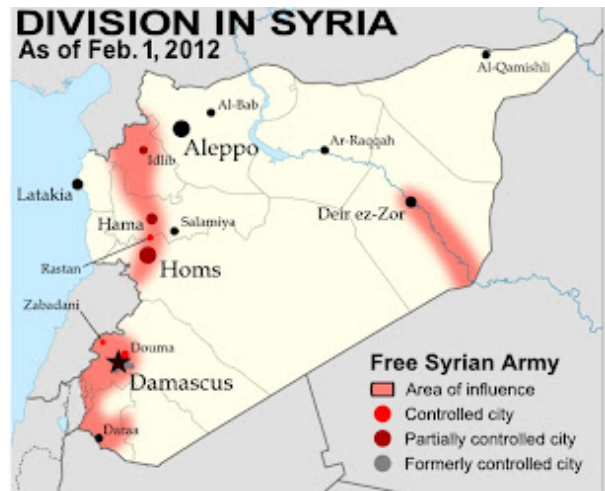 DIVISION IN SYRIA
As of Feb. 1, 2012
Al-Qamishli
Al-Bab
Aleppo
Ar-Raqqah
Idlib
Latakia
Deir ez-Zor
Hama
Salamiya
Rastan
Homs
Zabadani
Douma
Damascus
Daraa
Free Syrian Army
Area of influence
Controlled city
Partially controlled city
Formerly controlled city